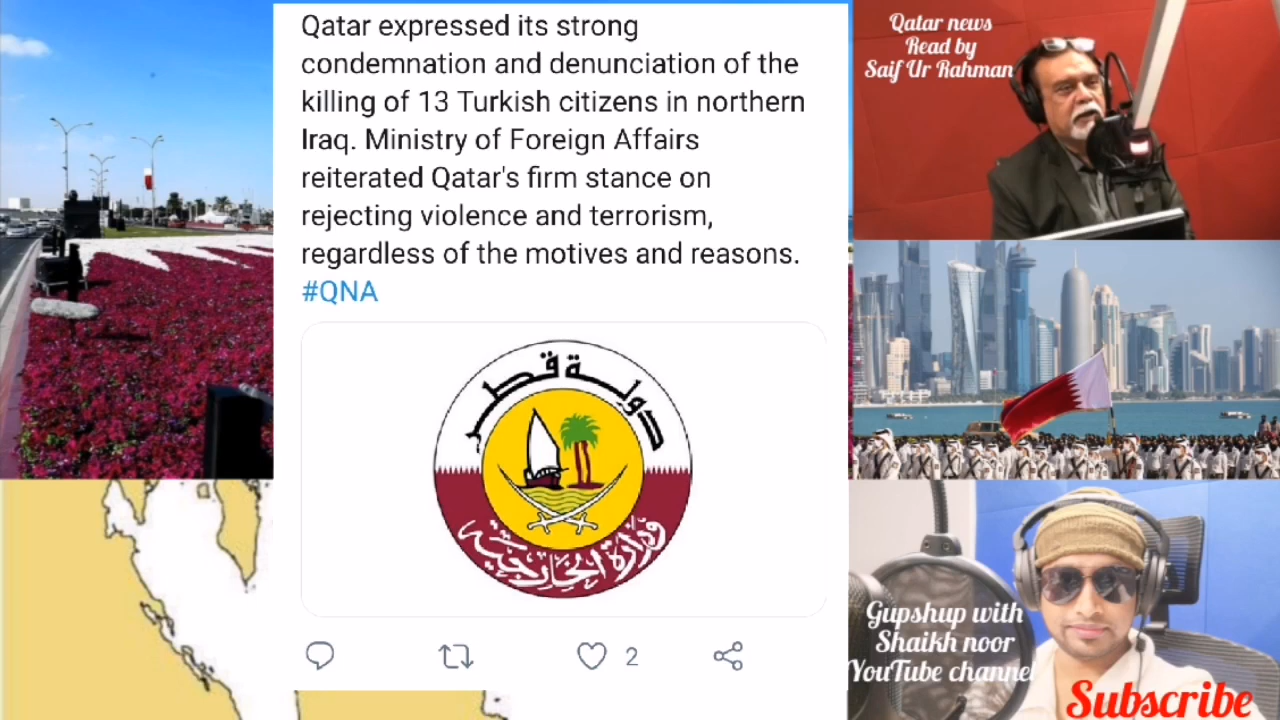 Qatar expressed its strong
condemnation and denunciation of the
killing of 13 Turkish citizens in northern
Iraq. Ministry of Foreign Affairs
reiterated Qatar's firm stance on
rejecting violence and terrorism,
regardless of the motives and reasons.
#QNA
دولة قطر
وزارة الخارجية
2
Qatar news
Read by
Saif Ur Rahman
Gupshup with
Shaikh noor
YouTube channel
Subscribe